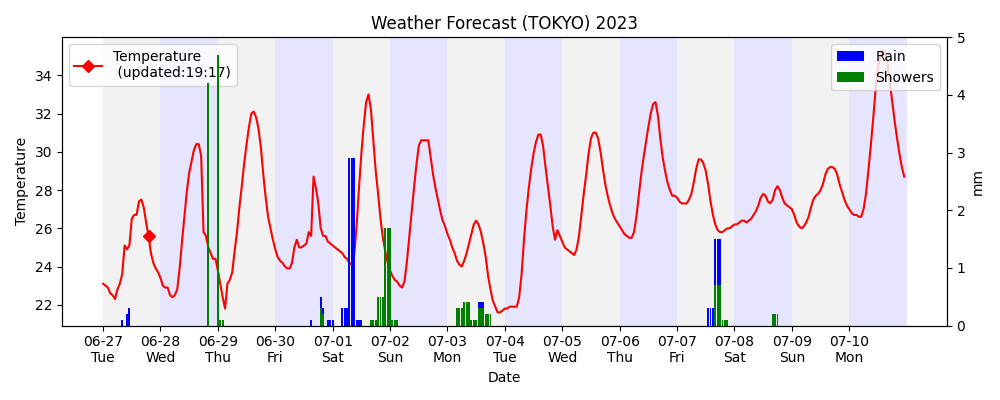 Weather Forecast (TOKYO) 2023
Temperature
(updated:19:17)
Rain
Showers
Temperature
34
32
30
28
26
24
22
5
4
3
2
1
0
mm
06-27 06-28 06-29 06-30 07-01 07-02 07-03 07-04 07-05 07-06 07-07 07-08 07-09 07-10
Tue Wed Thu Fri Sat Sun Mon Tue Wed Thu Fri Sat Sun Mon
Date